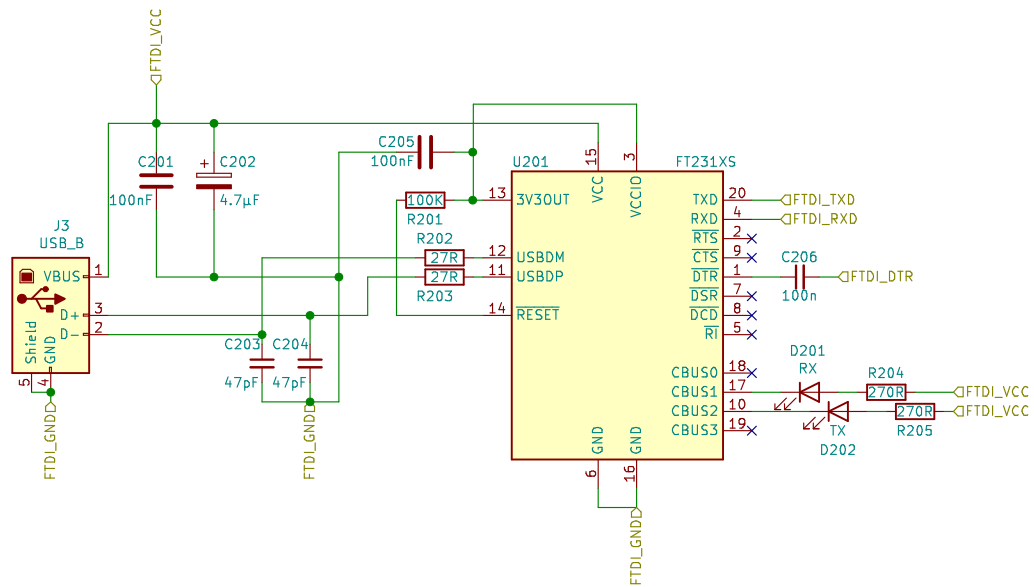 FTDI_VCC
C201
100nF
+
C202
4.7µF
C205
100nF
100K
R201
R202
27R
27R
R203
J3
USB_B
VBUS
1
D+
3
D-
2
Shield
GND
5
4
FTDI_GND
C203
47pF
C204
47pF
FTDI_GND
U201
FT231XS
15
VCC
3
VCCIO
13
3V3OUT
12
USBDM
11
USBDP
14
RESET
GND
6
GND
16
FTDI_GND
TXD
20
FTDI_TXD
RXD
4
FTDI_RXD
RTS
2
CTS
9
DTR
1
C206
100n
FTDI_DTR
DSR
7
DCD
8
RI
5
CBUS0
18
CBUS1
17
CBUS2
10
CBUS3
19
D201
RX
R204
270R
FTDI_VCC
TX
D202
270R
R205
FTDI_VCC